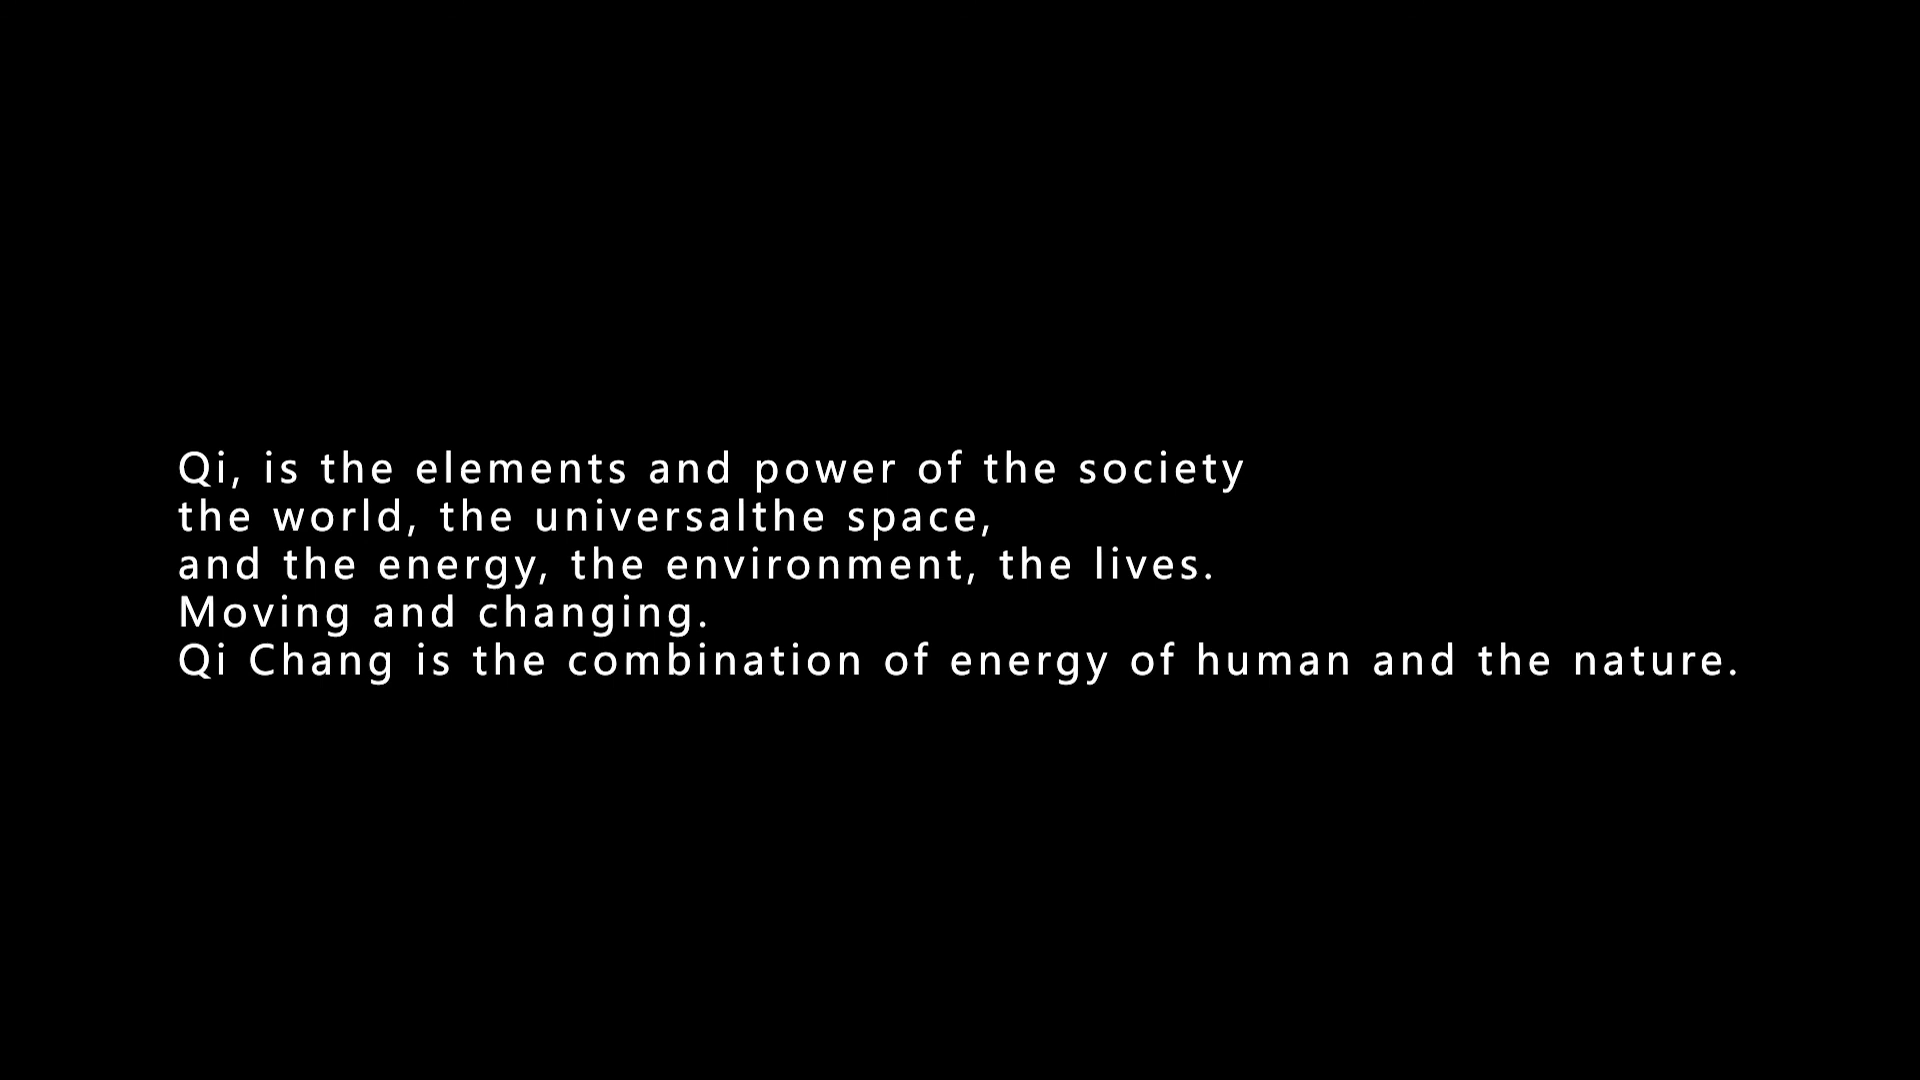 Qi, is the elements and power of the society
the world, the universalthe space,
and the energy, the environment, the lives.
Moving and changing.
Qi Chang is the combination of energy of human and the nature.